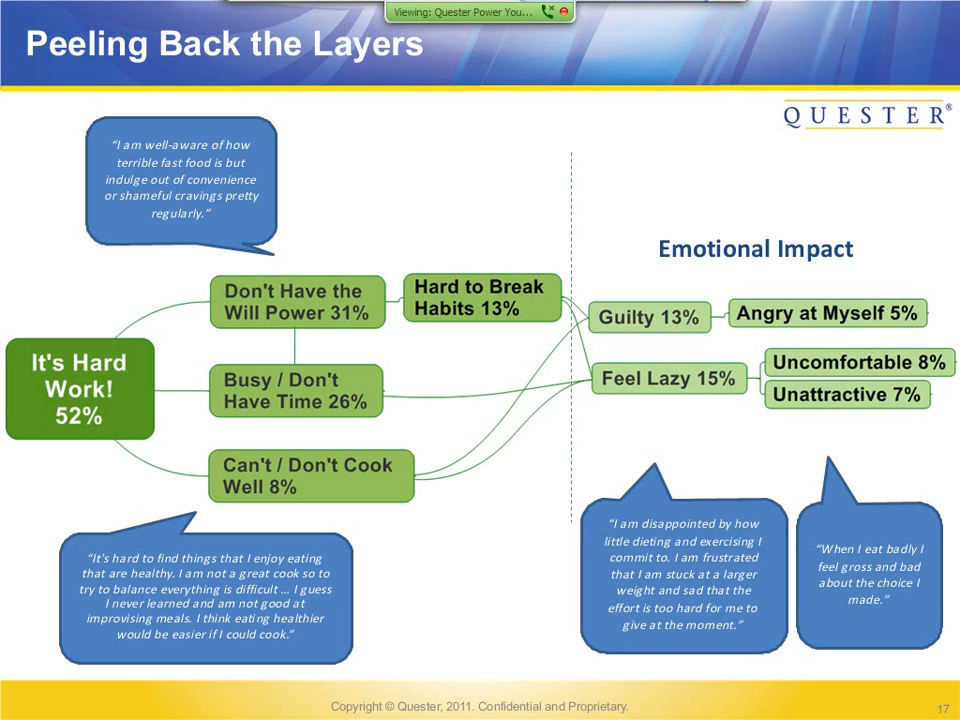 Viewing: Quester Power You...
Peeling Back the Layers
QUESTER®
“I am well-aware of how
terrible fast food is but
indulge out of convenience
or shameful cravings pretty
regularly.”
Emotional Impact
Don't Have the
Will Power 31%
Hard to Break
Habits 13%
Guilty 13%
Angry at Myself 5%
It's Hard
Work!
52%
Busy / Don't
Have Time 26%
Feel Lazy 15%
Uncomfortable 8%
Unattractive 7%
Can't / Don't Cook
Well 8%
“It's hard to find things that I enjoy eating
that are healthy. I am not a great cook so to
try to balance everything is difficult … I guess
I never learned and am not good at
improvising meals. I think eating healthier
would be easier if I could cook.”
“I am disappointed by how
little dieting and exercising I
commit to. I am frustrated
that I am stuck at a larger
weight and sad that the
effort is too hard for me to
give at the moment.”
“When I eat badly I
feel gross and bad
about the choice I
made.”
Copyright © Quester, 2011. Confidential and Proprietary.
17